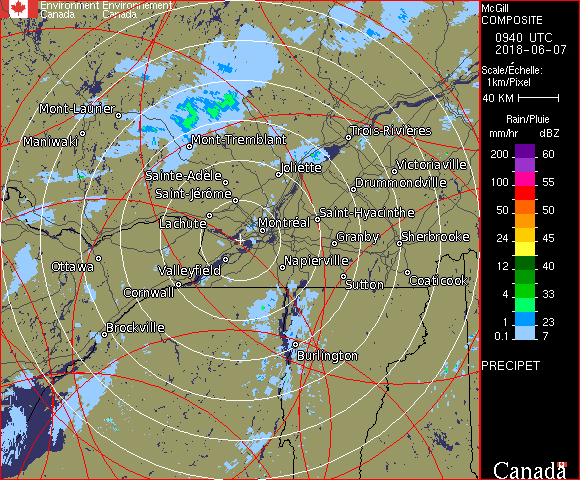 Environment Environnement
Canada Canada
McGill
COMPOSITE
0940 UTC
2018-06-07
Scale/Échelle:
1km/Pixel
40 KM
Rain/Pluie
mm/hr dBZ
200 60
100 55
50 50
24 45
12 40
4 33
1 23
0.1 7
PRECIPET
Canada
Mont-Laurier
Maniwaki
Mont-Tremblant
Trois-Rivières
Sainte-Adèle
Joliette
Victoriaville
Saint-Jérôme
Drummondville
Lachute
Montréal
Saint-Hyacinthe
Granby
Sherbrooke
Ottawa
Valleyfield
Napierville
Cornwall
Sutton
Coaticook
Brockville
Burlington